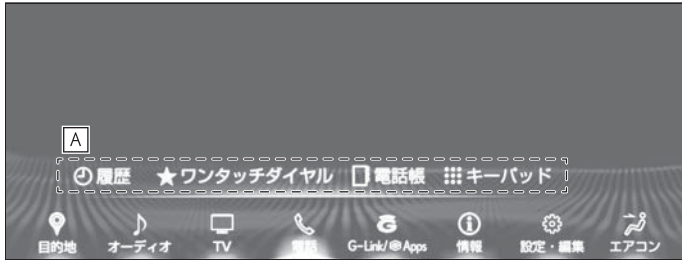 A
履歴 ワンタッチダイヤル 電話帳 キーパッド
目的地 オーディオ TV 電話 G-Link/Apps 情報 設定・編集 エアコン